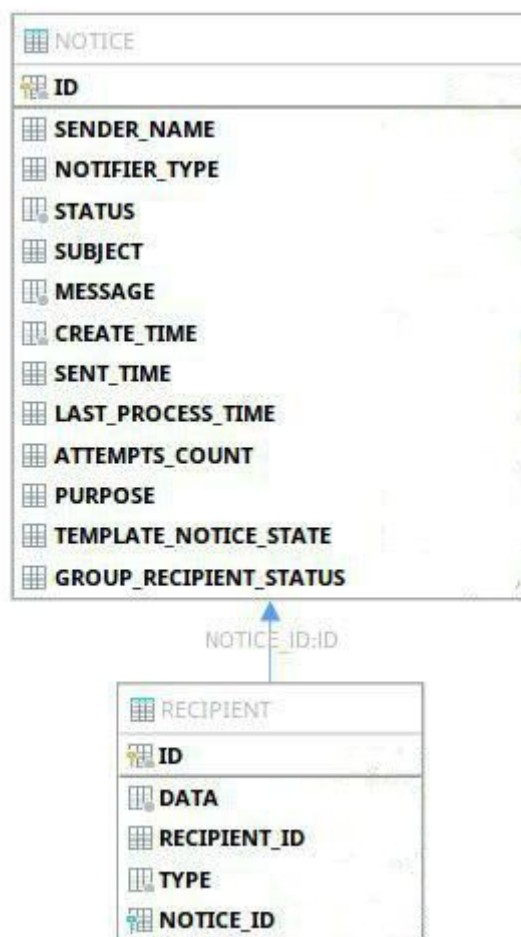 NOTICE
ID
SENDER_NAME
NOTIFIER_TYPE
STATUS
SUBJECT
MESSAGE
CREATE_TIME
SENT_TIME
LAST_PROCESS_TIME
ATTEMPTS_COUNT
PURPOSE
TEMPLATE_NOTICE_STATE
GROUP_RECIPIENT_STATUS
NOTICE_ID:ID
RECIPIENT
ID
DATA
RECIPIENT_ID
TYPE
NOTICE_ID